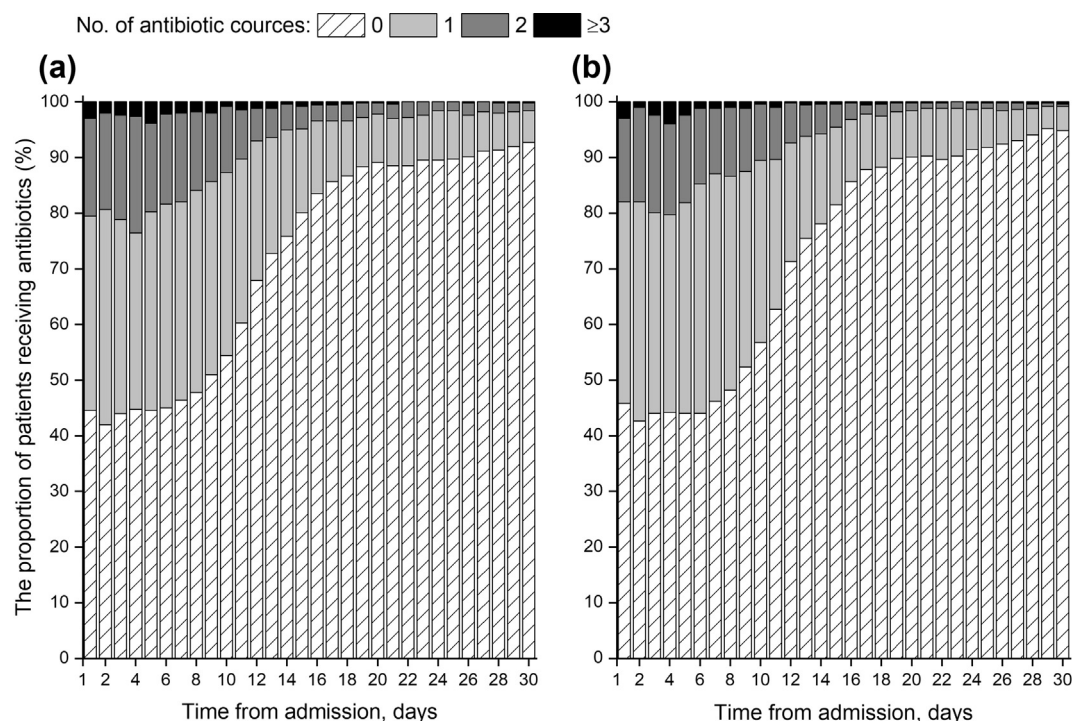 No. of antibiotic cources: 0 1 2 ≥3
(a) (b)
The proportion of patients receiving antibiotics (%)
100 100
90 90
80 80
70 70
60 60
50 50
40 40
30 30
20 20
10 10
0 0
1 2 4 6 8 10 12 14 16 18 20 22 24 26 28 30 1 2 4 6 8 10 12 14 16 18 20 22 24 26 28 30
Time from admission, days Time from admission, days